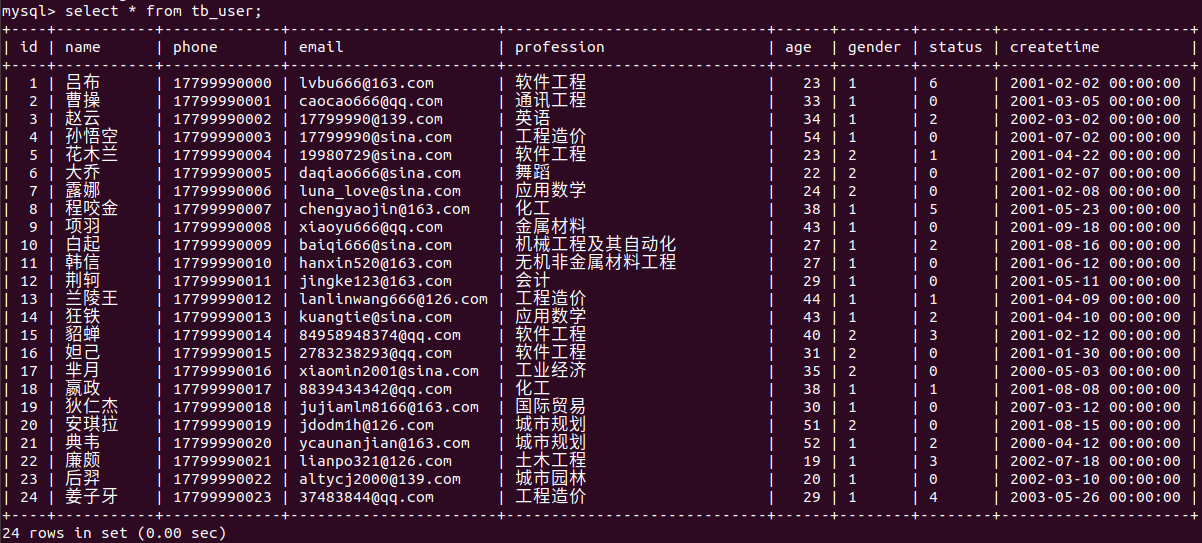 mysql> select * from tb_user;
+----+-----------+-------------+-----------------------+-----------------------------+------+--------+--------+---------------------+
| id | name | phone | email | profession | age | gender | status | createtime |
+----+-----------+-------------+-----------------------+-----------------------------+------+--------+--------+---------------------+
| 1 | 吕布 | 17799990000 | lvbu666@163.com | 软件工程 | 23 | 1 | 6 | 2001-02-02 00:00:00 |
| 2 | 曹操 | 17799990001 | caocao666@qq.com | 通讯工程 | 33 | 1 | 0 | 2001-03-05 00:00:00 |
| 3 | 赵云 | 17799990002 | 17799990@139.com | 英语 | 34 | 1 | 2 | 2002-03-02 00:00:00 |
| 4 | 孙悟空 | 17799990003 | 17799990@sina.com | 工程造价 | 54 | 1 | 0 | 2001-07-02 00:00:00 |
| 5 | 花木兰 | 17799990004 | 19980729@sina.com | 软件工程 | 23 | 2 | 1 | 2001-04-22 00:00:00 |
| 6 | 大乔 | 17799990005 | daqiao666@sina.com | 舞蹈 | 22 | 2 | 0 | 2001-02-07 00:00:00 |
| 7 | 露娜 | 17799990006 | luna_love@sina.com | 应用数学 | 24 | 2 | 0 | 2001-02-08 00:00:00 |
| 8 | 程咬金 | 17799990007 | chengyaojin@163.com | 化工 | 38 | 1 | 5 | 2001-05-23 00:00:00 |
| 9 | 项羽 | 17799990008 | xiaoyu666@qq.com | 金属材料 | 43 | 1 | 0 | 2001-09-18 00:00:00 |
| 10 | 白起 | 17799990009 | baiqi666@sina.com | 机械工程及其自动化 | 27 | 1 | 2 | 2001-08-16 00:00:00 |
| 11 | 韩信 | 17799990010 | hanxin520@163.com | 无机非金属材料工程 | 27 | 1 | 0 | 2001-06-12 00:00:00 |
| 12 | 荆轲 | 17799990011 | jingke123@163.com | 会计 | 29 | 1 | 0 | 2001-05-11 00:00:00 |
| 13 | 兰陵王 | 17799990012 | lanlinwang666@126.com | 工程造价 | 44 | 1 | 1 | 2001-04-09 00:00:00 |
| 14 | 狂铁 | 17799990013 | kuangtie@sina.com | 应用数学 | 43 | 1 | 2 | 2001-04-10 00:00:00 |
| 15 | 貂蝉 | 17799990014 | 84958948374@qq.com | 软件工程 | 40 | 2 | 3 | 2001-02-12 00:00:00 |
| 16 | 妲己 | 17799990015 | 2783238293@qq.com | 软件工程 | 31 | 2 | 0 | 2001-01-30 00:00:00 |
| 17 | 芈月 | 17799990016 | xiaomin2001@sina.com | 工业经济 | 35 | 2 | 0 | 2000-05-03 00:00:00 |
| 18 | 嬴政 | 17799990017 | 8839434342@qq.com | 化工 | 38 | 1 | 1 | 2001-08-08 00:00:00 |
| 19 | 狄仁杰 | 17799990018 | jujiamlm8166@163.com | 国际贸易 | 30 | 1 | 0 | 2007-03-12 00:00:00 |
| 20 | 安琪拉 | 17799990019 | jdodm1h@126.com | 城市规划 | 51 | 2 | 0 | 2001-08-15 00:00:00 |
| 21 | 典韦 | 17799990020 | ycaunanjian@163.com | 城市规划 | 52 | 1 | 2 | 2000-04-12 00:00:00 |
| 22 | 廉颇 | 17799990021 | lianpo321@126.com | 土木工程 | 19 | 1 | 3 | 2002-07-18 00:00:00 |
| 23 | 后羿 | 17799990022 | altycj2000@139.com | 城市园林 | 20 | 1 | 0 | 2002-03-10 00:00:00 |
| 24 | 姜子牙 | 17799990023 | 37483844@qq.com | 工程造价 | 29 | 1 | 4 | 2003-05-26 00:00:00 |
+----+-----------+-------------+-----------------------+-----------------------------+------+--------+--------+---------------------+
24 rows in set (0.00 sec)